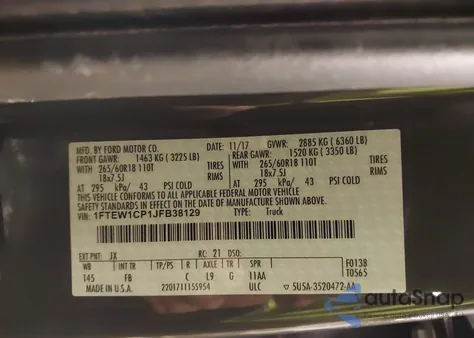 MFD. BY FORD MOTOR CO. DATE: 11/17 GVWR: 2885 KG (6360 LB)
FRONT GAWR: 1463 KG (3225 LB) REAR GAWR: 1520 KG (3350 LB)
WITH WITH
265/60R18 110T TIRES 265/60R18 110T TIRES
18x7.5J RIMS 18x7.5J RIMS
AT 295 kPa/ 43 PSI COLD AT 295 kPa/ 43 PSI COLD
THIS VEHICLE CONFORMS TO ALL APPLICABLE FEDERAL MOTOR VEHICLE
SAFETY STANDARDS IN EFFECT ON THE DATE OF MANUFACTURE SHOWN ABOVE.
VIN: 1FTEW1CP1JFB38129 TYPE: Truck
EXT PNT: JX RC: 21 DSO: F0138
WB INT TR TP/PS R AXLE TR SPR T0565
145 FB C L9 G 11AA
MADE IN U.S.A. 2201711155954 ULC ▽ 5U5A-3520472-AA
autoSnap